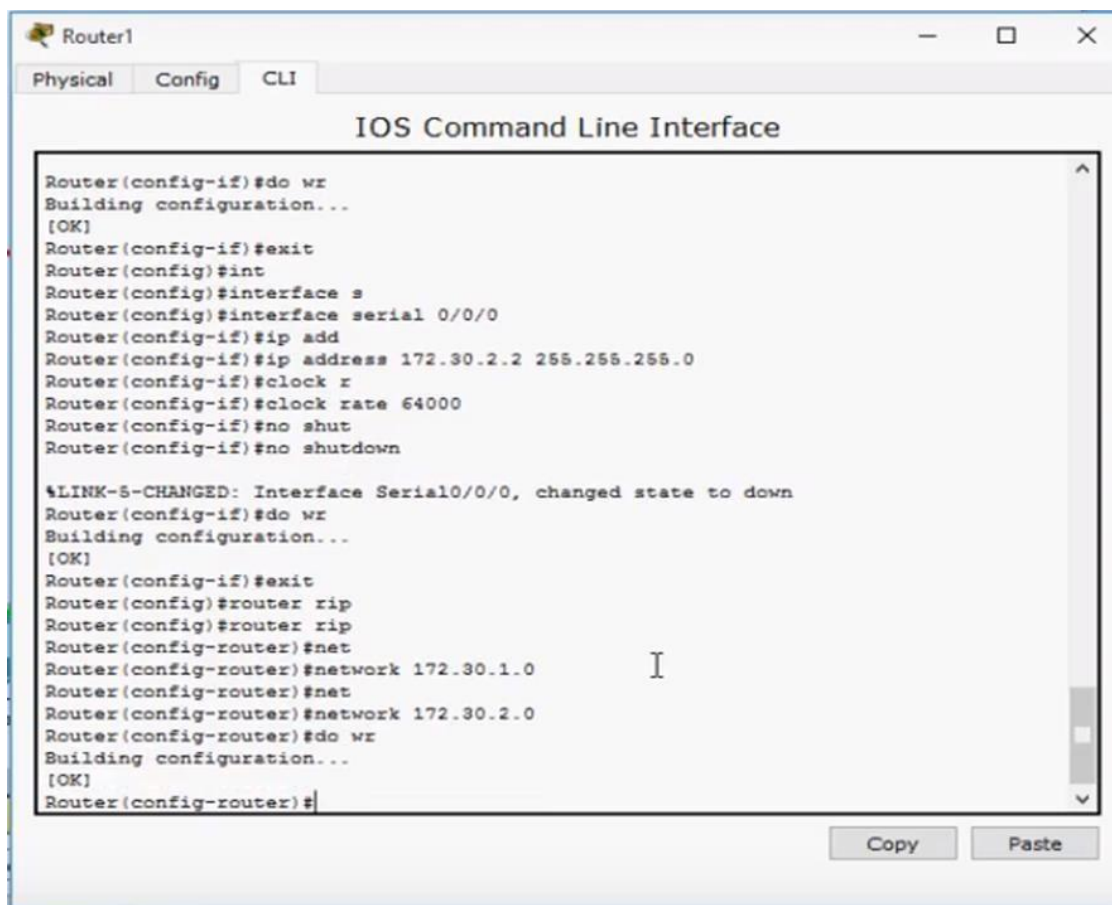 Router1
Physical Config CLI
IOS Command Line Interface
Router(config-if)#do wr
Building configuration...
[OK]
Router(config-if)#exit
Router(config)#int
Router(config)#interface s
Router(config)#interface serial 0/0/0
Router(config-if)#ip add
Router(config-if)#ip address 172.30.2.2 255.255.255.0
Router(config-if)#clock r
Router(config-if)#clock rate 64000
Router(config-if)#no shut
Router(config-if)#no shutdown
%LINK-5-CHANGED: Interface Serial0/0/0, changed state to down
Router(config-if)#do wr
Building configuration...
[OK]
Router(config-if)#exit
Router(config)#router rip
Router(config)#router rip
Router(config-router)#net
Router(config-router)#network 172.30.1.0
Router(config-router)#net
Router(config-router)#network 172.30.2.0
Router(config-router)#do wr
Building configuration...
[OK]
Router(config-router)#
Copy Paste